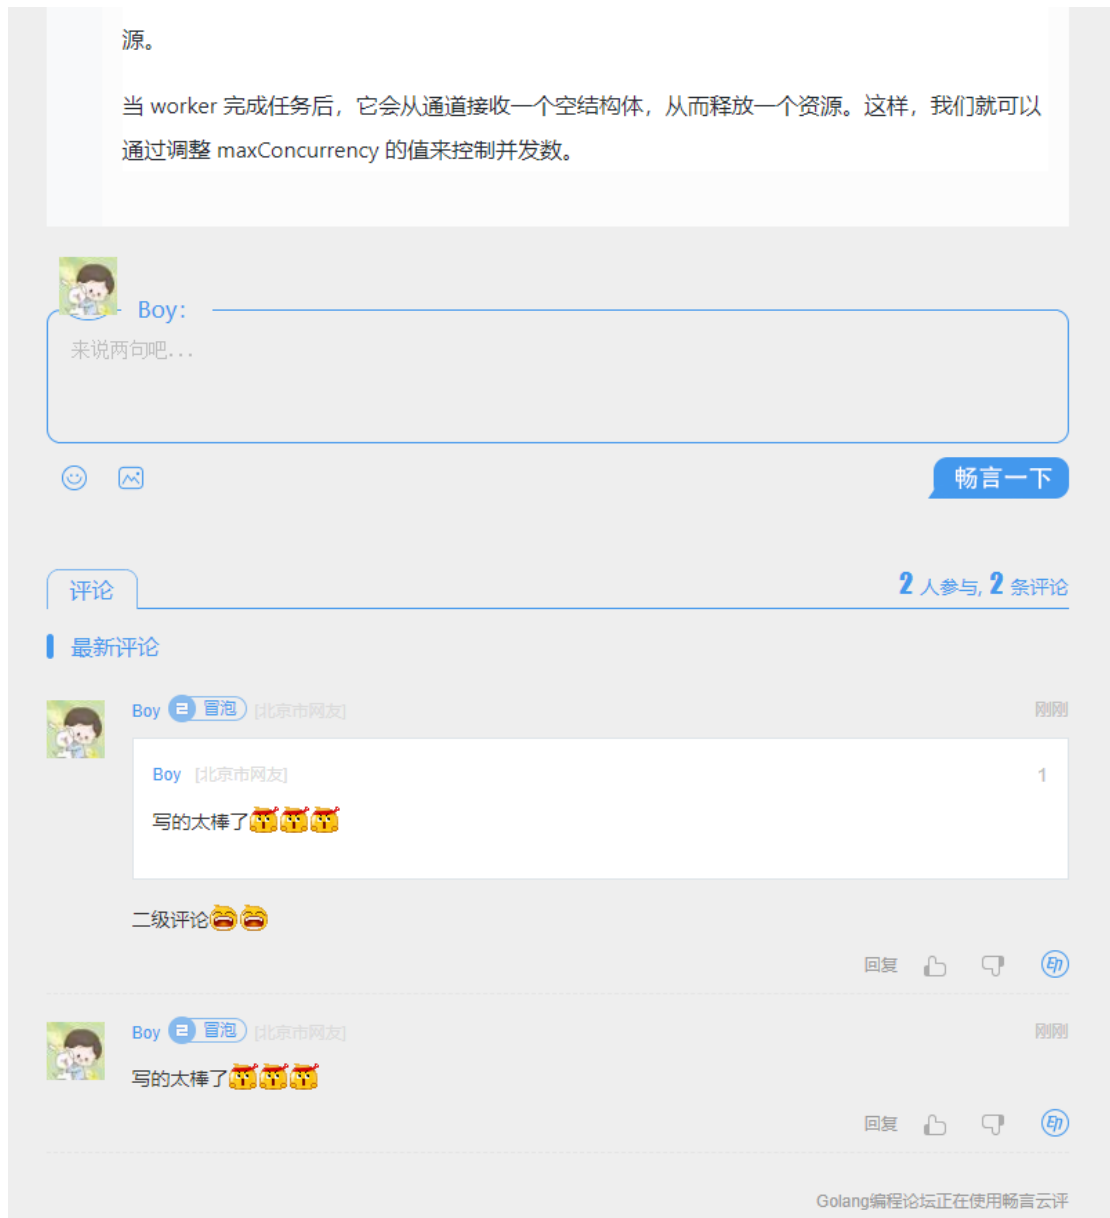 源。
当 worker 完成任务后，它会从通道接收一个空结构体，从而释放一个资源。这样，我们就可以
通过调整 maxConcurrency 的值来控制并发数。
Boy:
来说两句吧...
畅言一下
评论
2 人参与, 2 条评论
最新评论
Boy 2 冒泡 [北京市网友] 刚刚
Boy [北京市网友] 1
写的太棒了
二级评论
回复 印
Boy 2 冒泡 [北京市网友] 刚刚
写的太棒了
回复 印
Golang编程论坛正在使用畅言云评